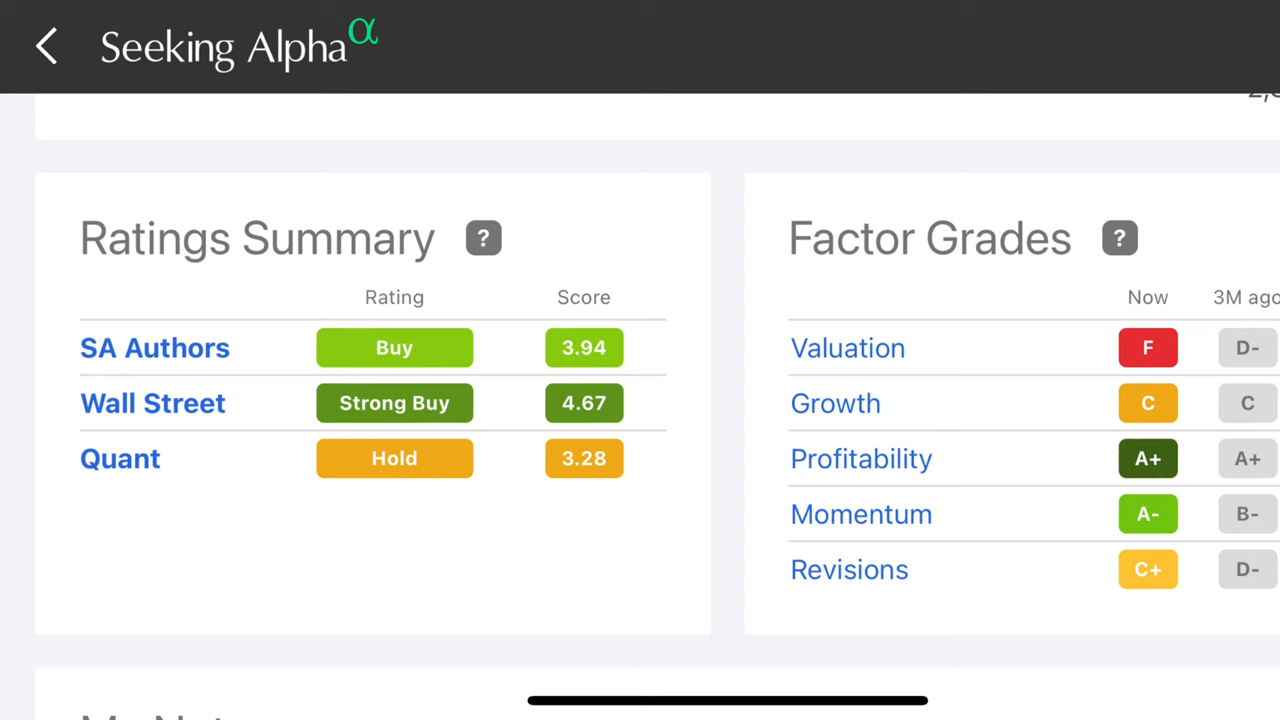 Seeking Alpha α
Ratings Summary ?
Rating Score
SA Authors Buy 3.94
Wall Street Strong Buy 4.67
Quant Hold 3.28
Factor Grades ?
Now 3M ago
Valuation F D-
Growth C C
Profitability A+ A+
Momentum A- B-
Revisions C+ D-